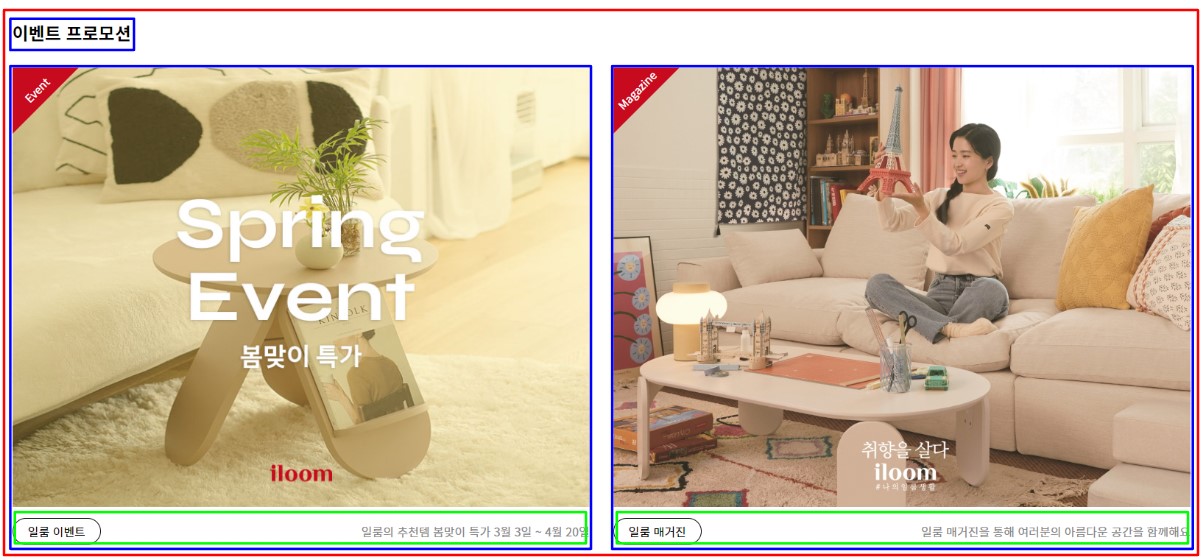 이벤트 프로모션
Event
Spring
Event
봄맞이 특가
KINFOLK
iloom
일룸 이벤트
일룸의 추천템 봄맞이 특가 3월 3일 ~ 4월 20일
Magazine
취향을 살다
iloom
#나의일룸생활
일룸 매거진
일룸 매거진을 통해 여러분의 아름다운 공간을 함께해요